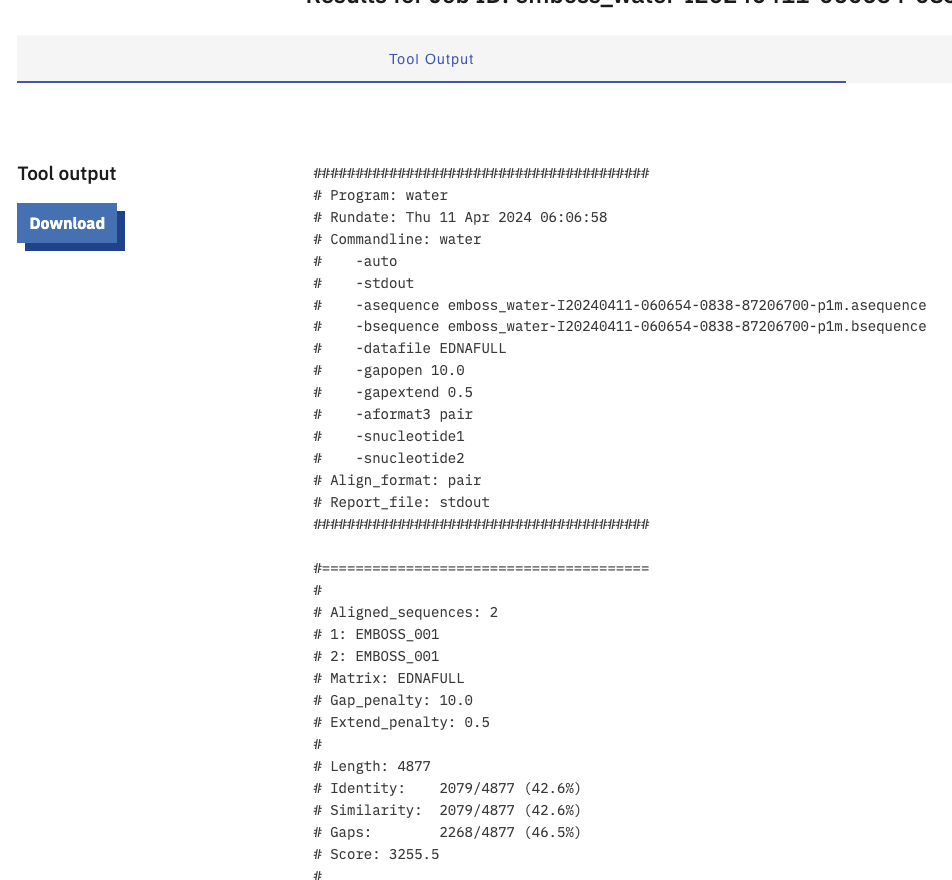 Results for Job ID: emboss_water-I20240411-060654-083
Tool Output
Tool output
Download
########################################
# Program: water
# Rundate: Thu 11 Apr 2024 06:06:58
# Commandline: water
#    -auto
#    -stdout
#    -asequence emboss_water-I20240411-060654-0838-87206700-p1m.asequence
#    -bsequence emboss_water-I20240411-060654-0838-87206700-p1m.bsequence
#    -datafile EDNAFULL
#    -gapopen 10.0
#    -gapextend 0.5
#    -aformat3 pair
#    -snucleotide1
#    -snucleotide2
# Align_format: pair
# Report_file: stdout
########################################
#=======================================
#
# Aligned_sequences: 2
# 1: EMBOSS_001
# 2: EMBOSS_001
# Matrix: EDNAFULL
# Gap_penalty: 10.0
# Extend_penalty: 0.5
#
# Length: 4877
# Identity:    2079/4877 (42.6%)
# Similarity:  2079/4877 (42.6%)
# Gaps:        2268/4877 (46.5%)
# Score: 3255.5
#